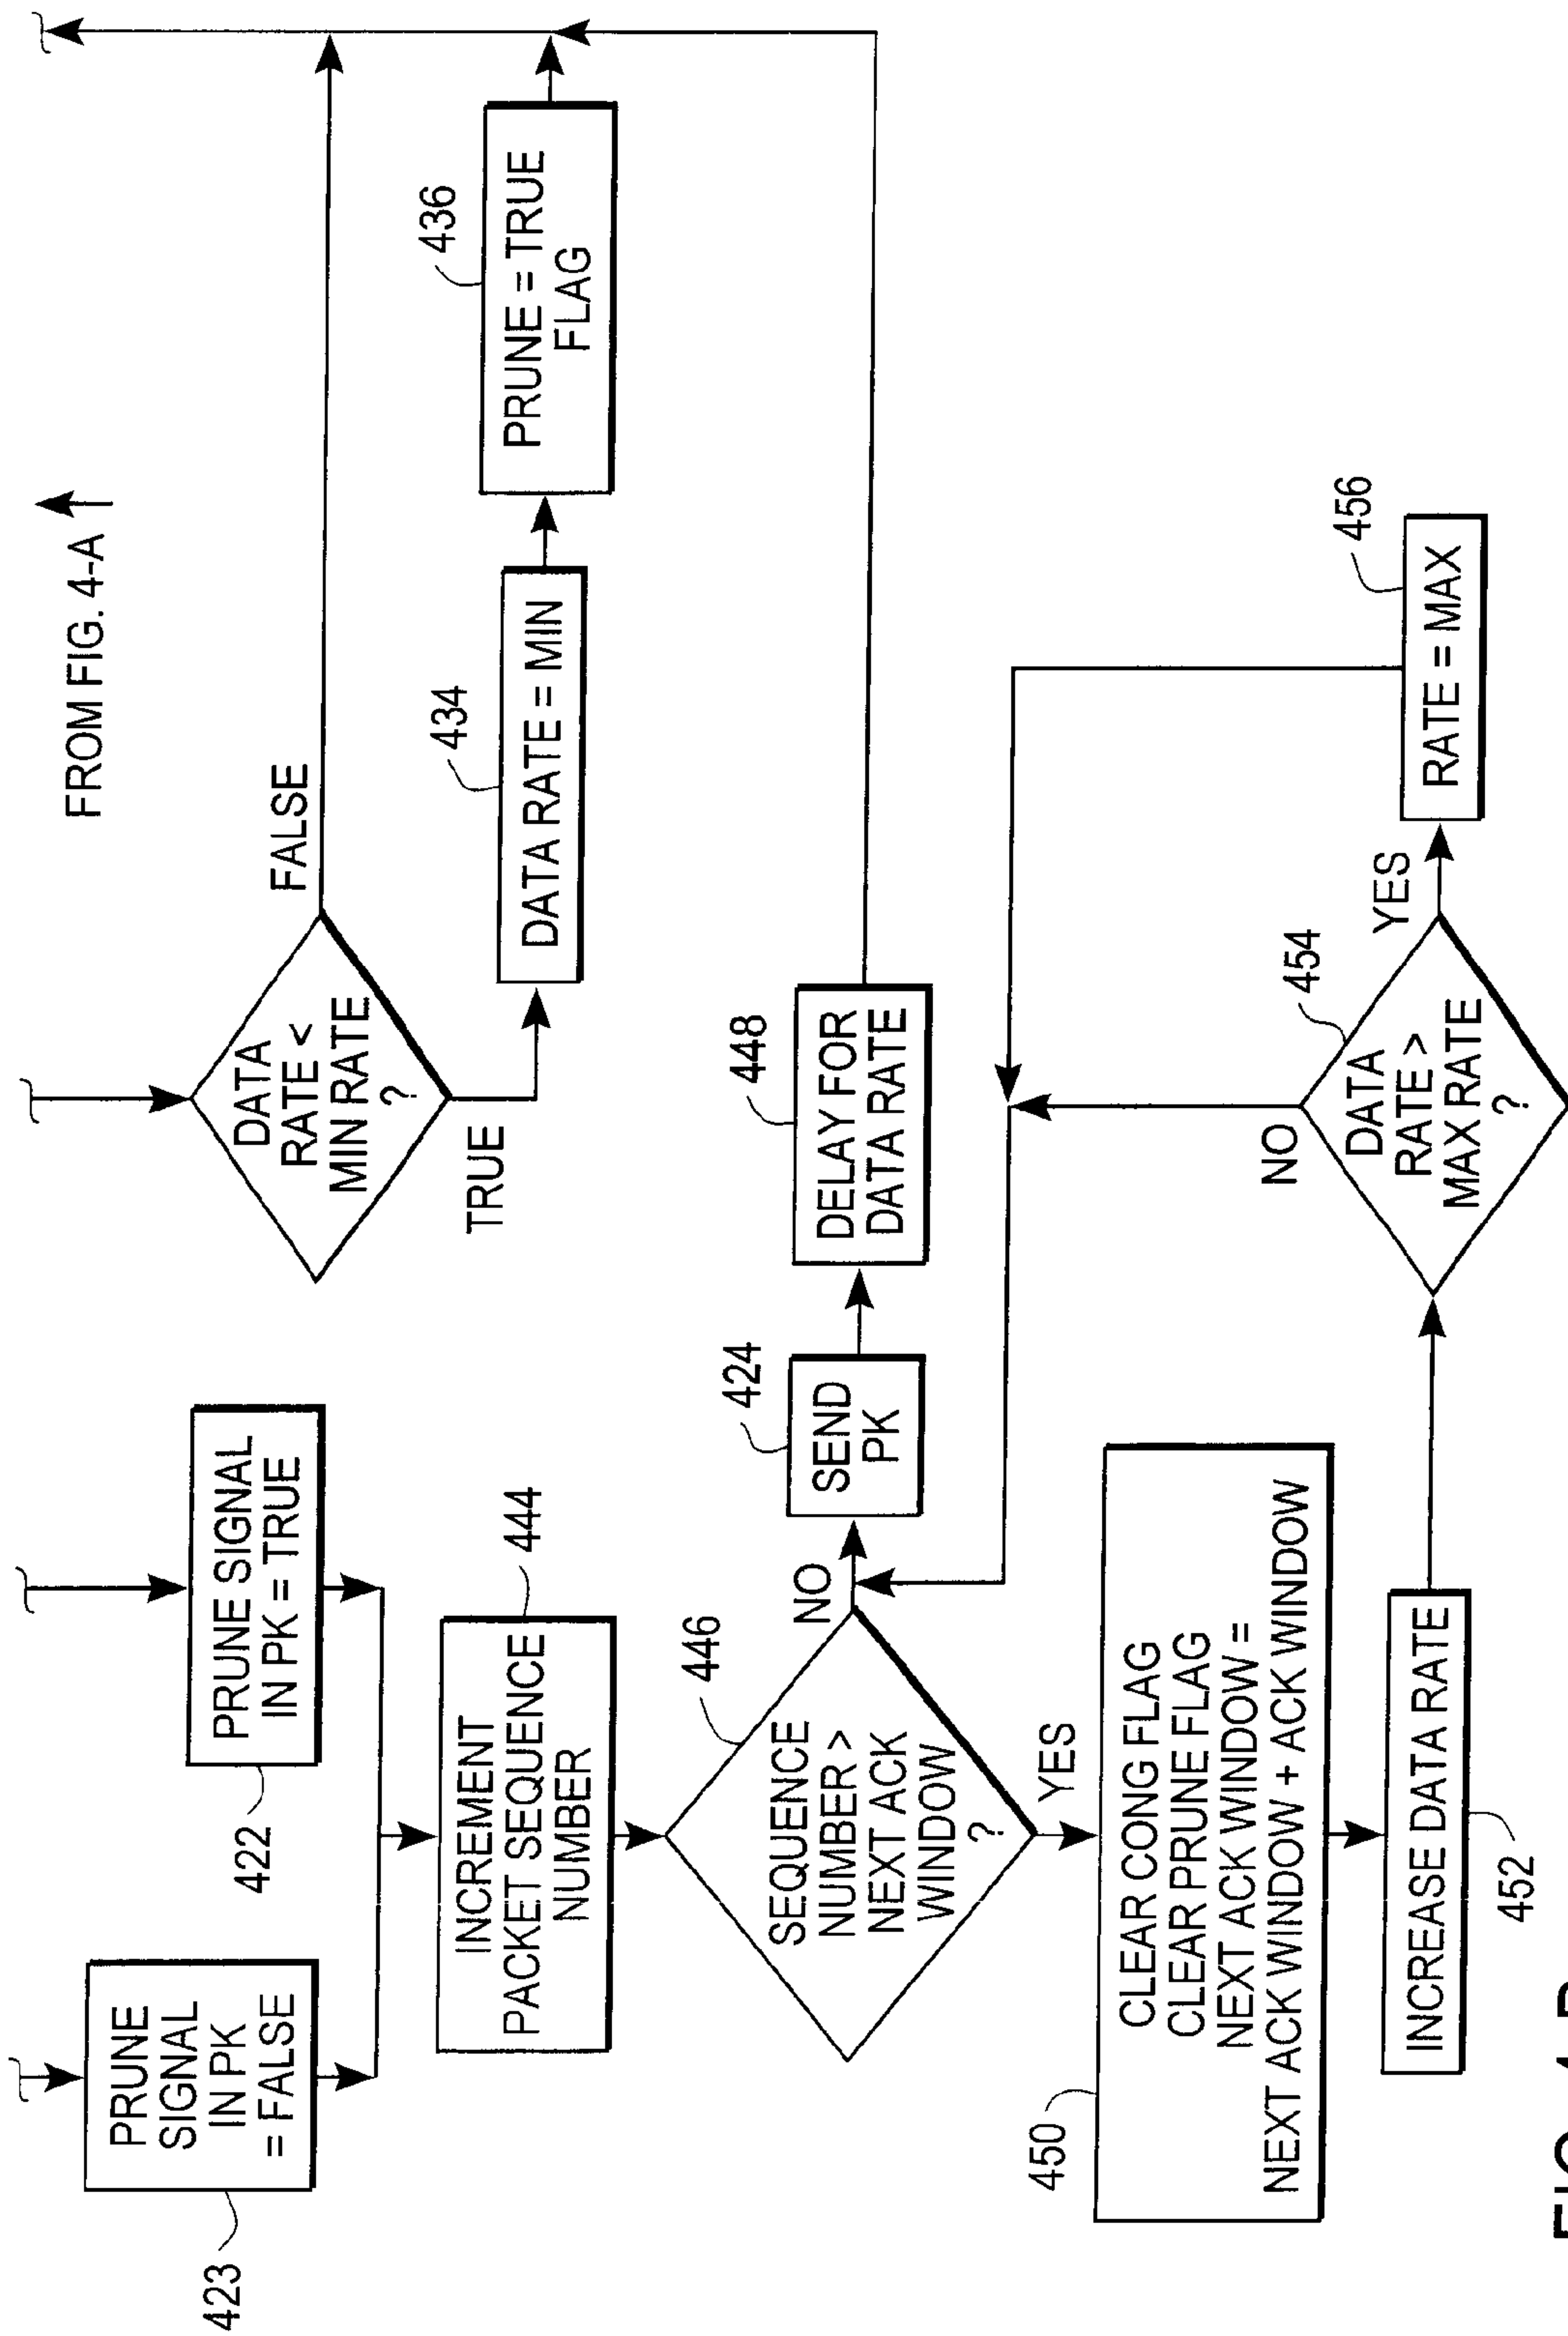 FROM FIG. 4-A
PRUNE
SIGNAL
IN PK
= FALSE
423
PRUNE SIGNAL
IN PK = TRUE
422
DATA
RATE <
MIN RATE
?
FALSE
TRUE
DATA RATE = MIN
434
PRUNE = TRUE
FLAG
436
INCREMENT
PACKET SEQUENCE
NUMBER
444
SEQUENCE
NUMBER >
NEXT ACK
WINDOW
?
446
NO
YES
SEND
PK
424
DELAY FOR
DATA RATE
448
CLEAR CONG FLAG
CLEAR PRUNE FLAG
NEXT ACK WINDOW =
NEXT ACK WINDOW + ACK WINDOW
450
INCREASE DATA RATE
452
DATA
RATE >
MAX RATE
?
454
NO
YES
RATE = MAX
456